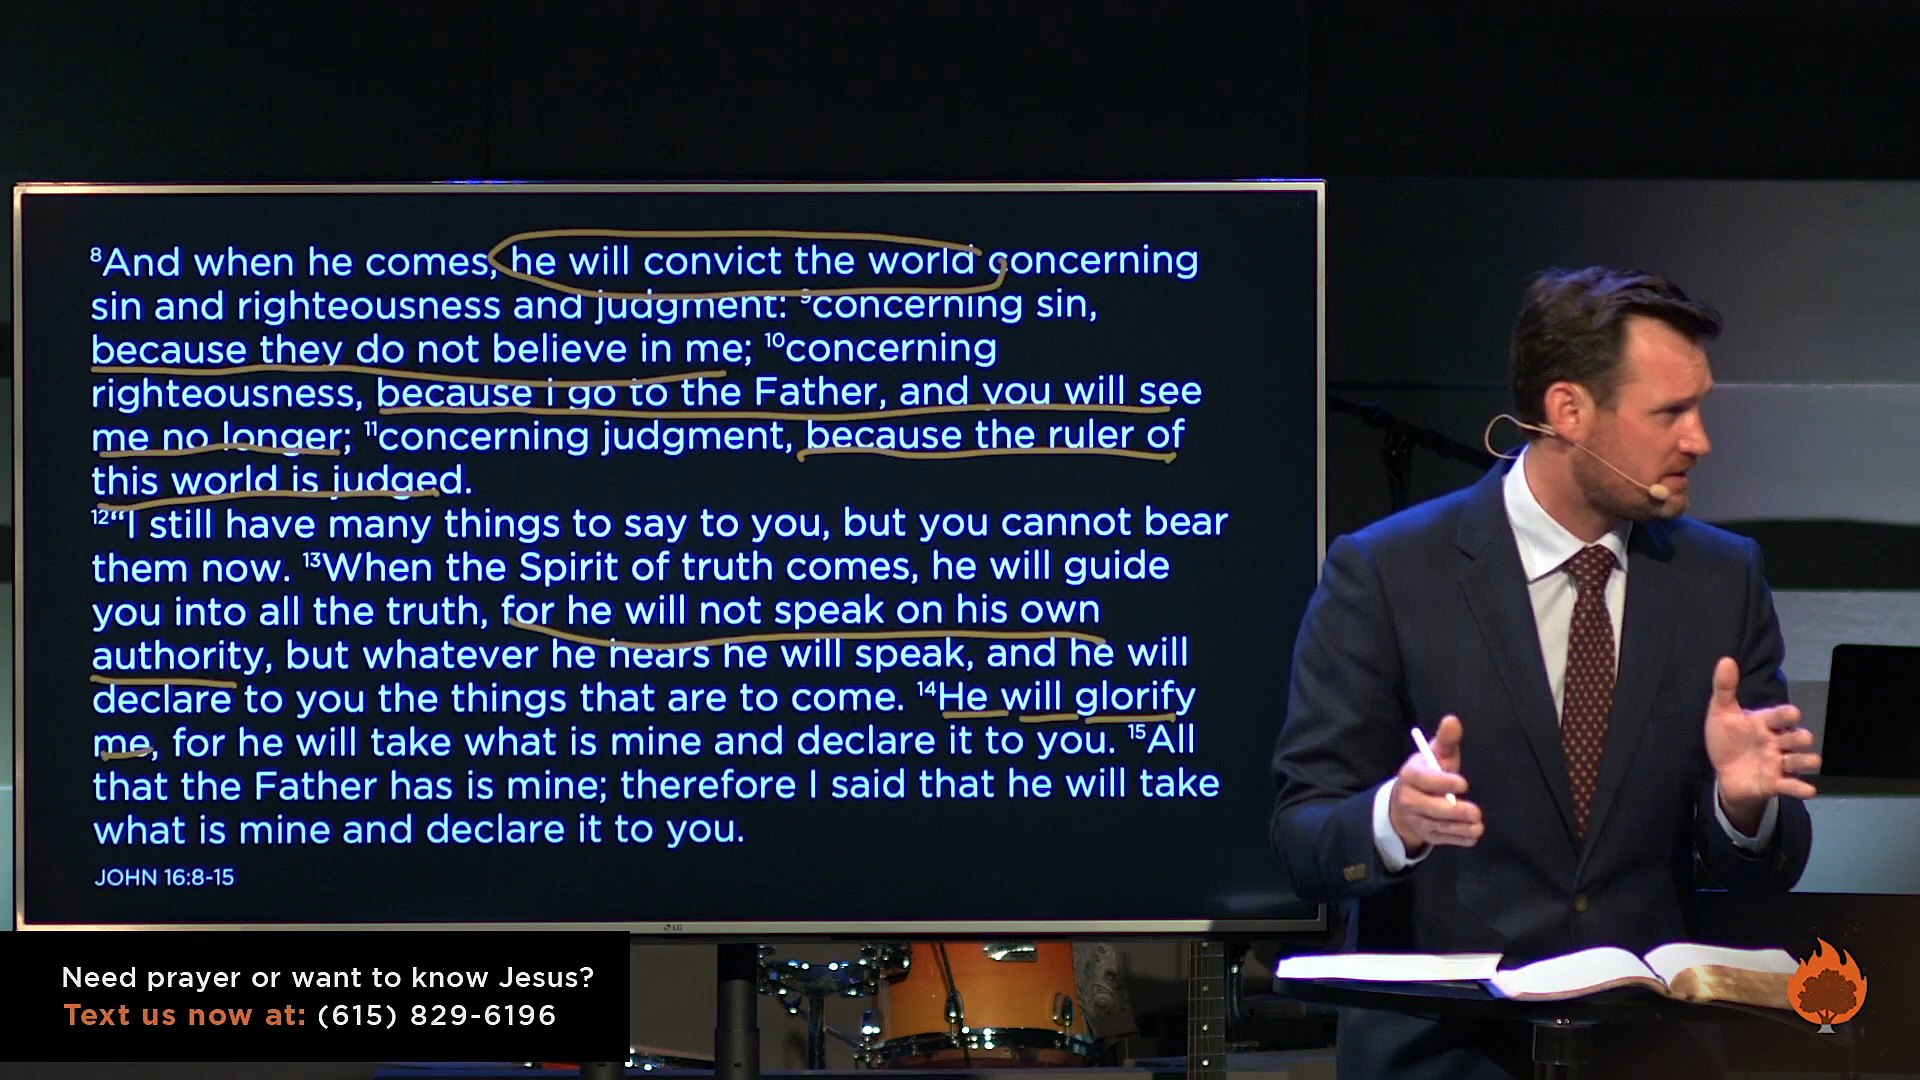 ⁸And when he comes, he will convict the world concerning
sin and righteousness and judgment: ⁹concerning sin,
because they do not believe in me; ¹⁰concerning
righteousness, because i go to the Father, and you will see
me no longer; ¹¹concerning judgment, because the ruler of
this world is judged.
¹²“I still have many things to say to you, but you cannot bear
them now. ¹³When the Spirit of truth comes, he will guide
you into all the truth, for he will not speak on his own
authority, but whatever he hears he will speak, and he will
declare to you the things that are to come. ¹⁴He will glorify
me, for he will take what is mine and declare it to you. ¹⁵All
that the Father has is mine; therefore I said that he will take
what is mine and declare it to you.
JOHN 16:8-15
LG
Need prayer or want to know Jesus?
Text us now at: (615) 829-6196